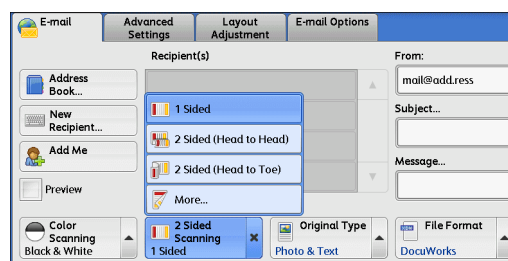 E-mail
Advanced
Settings
Layout
Adjustment
E-mail Options
Recipient(s)
From:
Address
Book...
mail@add.ress
New
Recipient...
1 Sided
Subject...
2 Sided (Head to Head)
Add Me
2 Sided (Head to Toe)
Message...
Preview
More...
Color
Scanning
Black & White
2 Sided
Scanning
1 Sided
Original Type
Photo & Text
File Format
DocuWorks